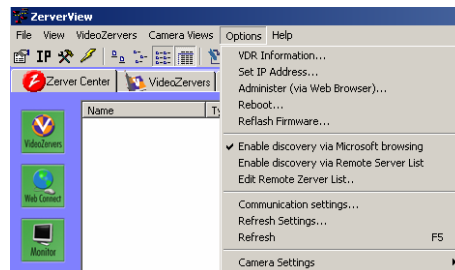 ZerverView
File View VideoZervers Camera Views Options Help
IP
Zerver Center VideoZervers
Name
VideoZervers
Web Connect
Monitor
VDR Information...
Set IP Address...
Administer (via Web Browser)...
Reboot...
Reflash Firmware...
Enable discovery via Microsoft browsing
Enable discovery via Remote Server List
Edit Remote Zerver List..
Communication settings...
Refresh Settings...
Refresh F5
Camera Settings